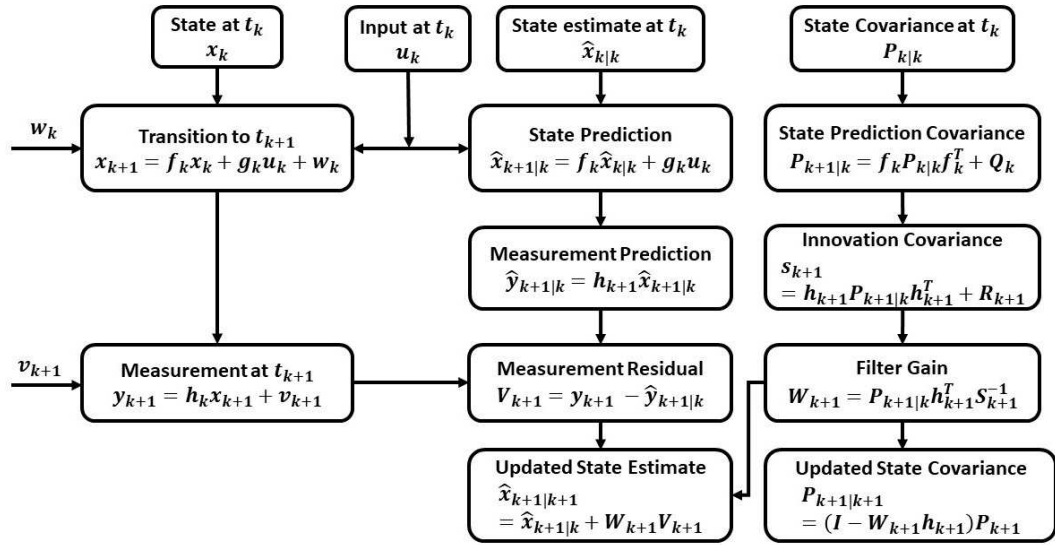 State at t_k
x_k
Input at t_k
u_k
State estimate at t_k
x̂_{k|k}
State Covariance at t_k
P_{k|k}
w_k
Transition to t_{k+1}
x_{k+1} = f_k x_k + g_k u_k + w_k
State Prediction
x̂_{k+1|k} = f_k x̂_{k|k} + g_k u_k
State Prediction Covariance
P_{k+1|k} = f_k P_{k|k} f_k^T + Q_k
Measurement Prediction
ŷ_{k+1|k} = h_{k+1} x̂_{k+1|k}
Innovation Covariance
s_{k+1}
= h_{k+1} P_{k+1|k} h_{k+1}^T + R_{k+1}
v_{k+1}
Measurement at t_{k+1}
y_{k+1} = h_k x_{k+1} + v_{k+1}
Measurement Residual
V_{k+1} = y_{k+1} − ŷ_{k+1|k}
Filter Gain
W_{k+1} = P_{k+1|k} h_{k+1}^T S_{k+1}^{−1}
Updated State Estimate
x̂_{k+1|k+1}
= x̂_{k+1|k} + W_{k+1} V_{k+1}
Updated State Covariance
P_{k+1|k+1}
= (I − W_{k+1} h_{k+1}) P_{k+1}